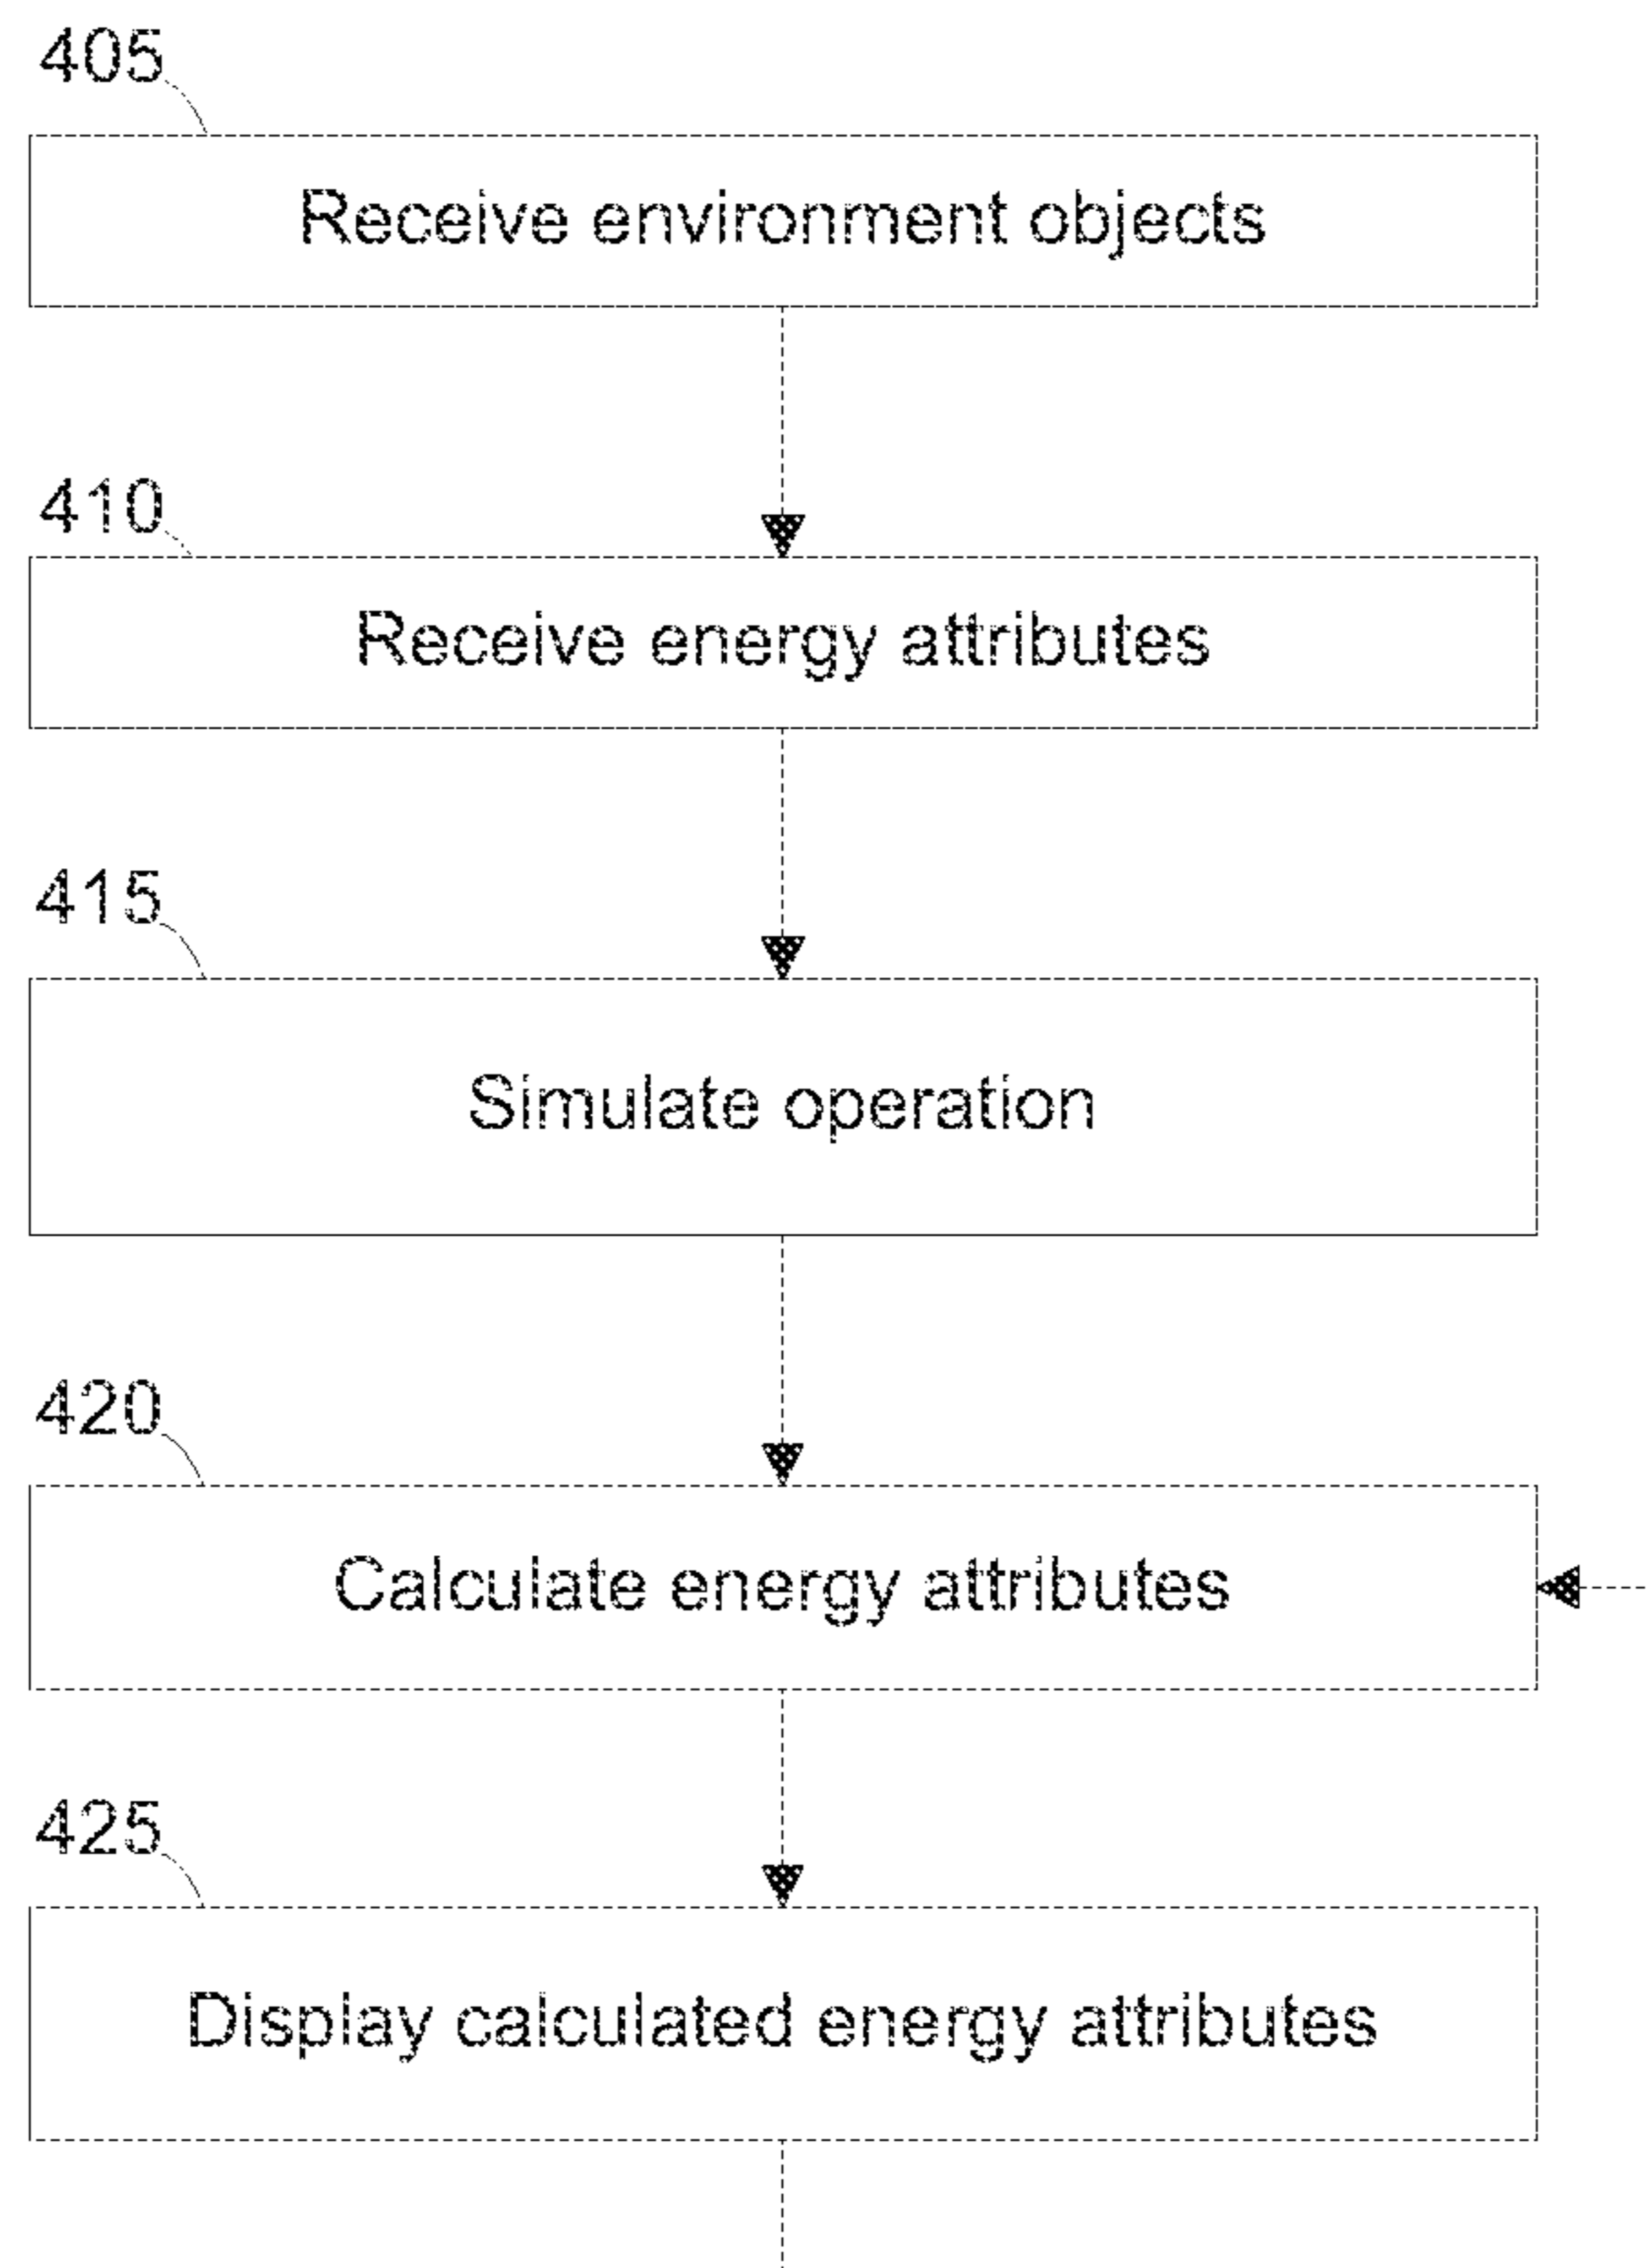 405
Receive environment objects
410
Receive energy attributes
415
Simulate operation
420
Calculate energy attributes
425
Display calculated energy attributes